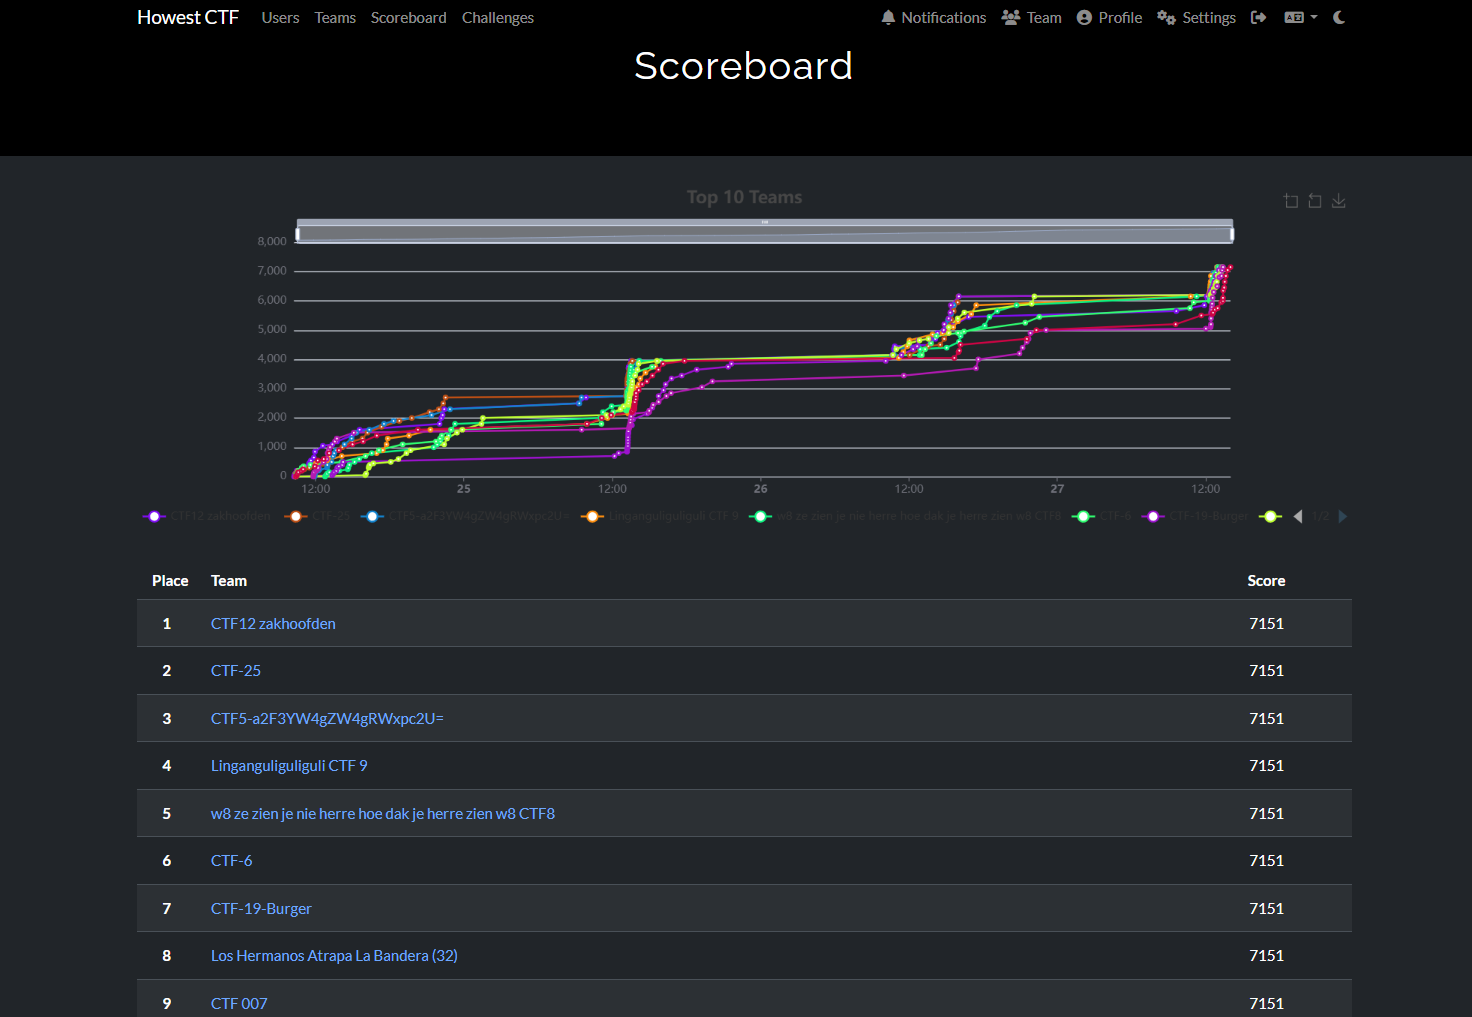 Howest CTF Users Teams Scoreboard Challenges Notifications Team Profile Settings
Scoreboard
Top 10 Teams
8,000
7,000
6,000
5,000
4,000
3,000
2,000
1,000
0
12:00 25 12:00 26 12:00 27 12:00
CTF12 zakhoofden CTF-25 CTF5-a2F3YW4gZW4gRWxpc2U= Linganguliguliguli CTF 9 w8 ze zien je nie herre hoe dak je herre zien w8 CTF8 CTF-6 CTF-19-Burger 1/2
Place Team Score
1 CTF12 zakhoofden 7151
2 CTF-25 7151
3 CTF5-a2F3YW4gZW4gRWxpc2U= 7151
4 Linganguliguliguli CTF 9 7151
5 w8 ze zien je nie herre hoe dak je herre zien w8 CTF8 7151
6 CTF-6 7151
7 CTF-19-Burger 7151
8 Los Hermanos Atrapa La Bandera (32) 7151
9 CTF 007 7151